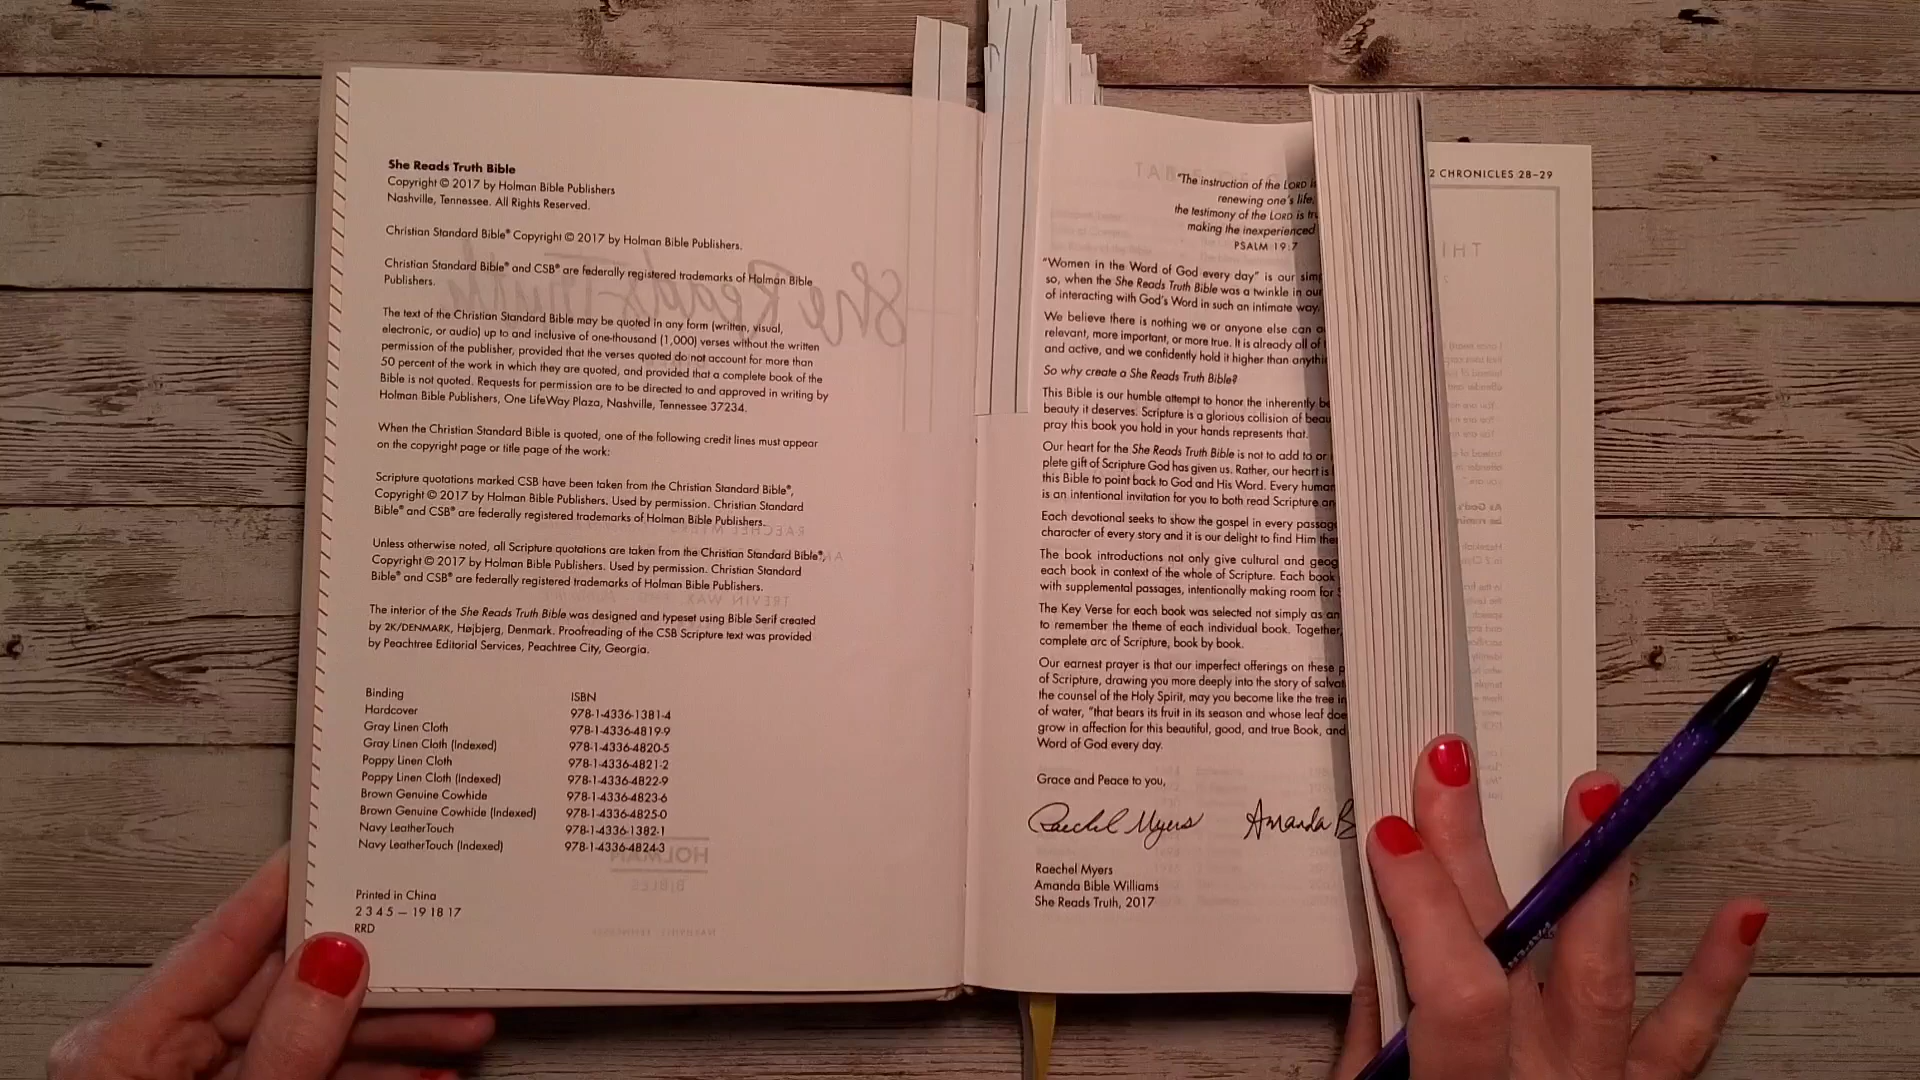 She Reads Truth Bible
Copyright © 2017 by Holman Bible Publishers
Nashville, Tennessee. All Rights Reserved.
Christian Standard Bible® Copyright © 2017 by Holman Bible Publishers.
Christian Standard Bible® and CSB® are federally registered trademarks of Holman Bible
Publishers.
The text of the Christian Standard Bible may be quoted in any form (written, visual,
electronic, or audio) up to and inclusive of one-thousand (1,000) verses without the written
permission of the publisher, provided that the verses quoted do not account for more than
50 percent of the work in which they are quoted, and provided that a complete book of the
Bible is not quoted. Requests for permission are to be directed to and approved in writing by
Holman Bible Publishers, One LifeWay Plaza, Nashville, Tennessee 37234.
When the Christian Standard Bible is quoted, one of the following credit lines must appear
on the copyright page or title page of the work:
Scripture quotations marked CSB have been taken from the Christian Standard Bible®,
Copyright © 2017 by Holman Bible Publishers. Used by permission. Christian Standard
Bible® and CSB® are federally registered trademarks of Holman Bible Publishers.
Unless otherwise noted, all Scripture quotations are taken from the Christian Standard Bible®,
Copyright © 2017 by Holman Bible Publishers. Used by permission. Christian Standard
Bible® and CSB® are federally registered trademarks of Holman Bible Publishers.
The interior of the She Reads Truth Bible was designed and typeset using Bible Serif created
by 2K/DENMARK, Højbjerg, Denmark. Proofreading of the CSB Scripture text was provided
by Peachtree Editorial Services, Peachtree City, Georgia.
Binding ISBN
Hardcover 978-1-4336-1381-4
Gray Linen Cloth 978-1-4336-4819-9
Gray Linen Cloth (Indexed) 978-1-4336-4820-5
Poppy Linen Cloth 978-1-4336-4821-2
Poppy Linen Cloth (Indexed) 978-1-4336-4822-9
Brown Genuine Cowhide 978-1-4336-4823-6
Brown Genuine Cowhide (Indexed) 978-1-4336-4825-0
Navy LeatherTouch 978-1-4336-1382-1
Navy LeatherTouch (Indexed) 978-1-4336-4824-3
Printed in China
2 3 4 5 — 19 18 17
RRD
"The instruction of the LORD is
renewing one's life;
the testimony of the LORD is
making the inexperienced
PSALM 19:7
"Women in the Word of God every day" is our
so, when the She Reads Truth Bible was a twinkle in our
of interacting with God's Word in such an intimate way.
We believe there is nothing we or anyone else can
relevant, more important, or more true. It is already all of
and active, and we confidently hold it higher than
So why create a She Reads Truth Bible?
This Bible is our humble attempt to honor the inherently
beauty it deserves. Scripture is a glorious collision of
pray this book you hold in your hands represents that.
Our heart for the She Reads Truth Bible is not to add to or
plete gift of Scripture God has given us. Rather, our heart is
this Bible to point back to God and His Word. Every
is an intentional invitation for you to both read Scripture
Each devotional seeks to show the gospel in every
character of every story and it is our delight to find Him
The book introductions not only give cultural and
each book in context of the whole of Scripture. Each book
with supplemental passages, intentionally making room for
The Key Verse for each book was selected not simply as an
to remember the theme of each individual book. Together,
complete arc of Scripture, book by book.
Our earnest prayer is that our imperfect offerings on these
of Scripture, drawing you more deeply into the story of
the counsel of the Holy Spirit, may you become like the tree
of water, "that bears its fruit in its season and whose leaf
grow in affection for this beautiful, good, and true Book, and
Word of God every day.
Grace and Peace to you,
Raechel Myers Amanda B
Raechel Myers
Amanda Bible Williams
She Reads Truth, 2017
2 CHRONICLES 28–29